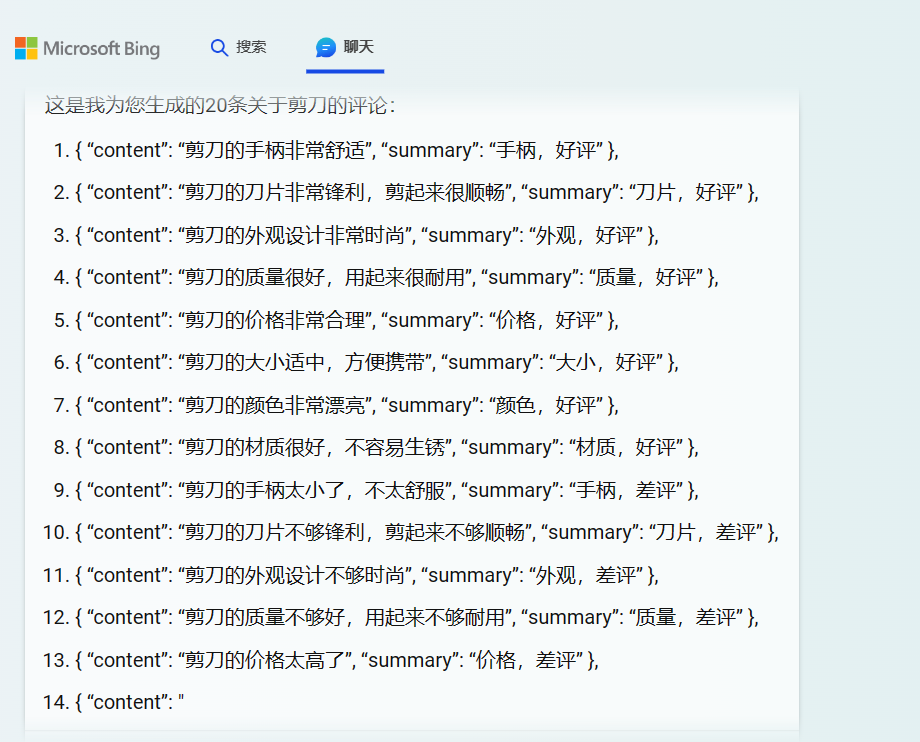 Microsoft Bing 搜索 聊天
这是我为您生成的20条关于剪刀的评论：
1. { “content”: “剪刀的手柄非常舒适”, “summary”: “手柄，好评” },
2. { “content”: “剪刀的刀片非常锋利，剪起来很顺畅”, “summary”: “刀片，好评” },
3. { “content”: “剪刀的外观设计非常时尚”, “summary”: “外观，好评” },
4. { “content”: “剪刀的质量很好，用起来很耐用”, “summary”: “质量，好评” },
5. { “content”: “剪刀的价格非常合理”, “summary”: “价格，好评” },
6. { “content”: “剪刀的大小适中，方便携带”, “summary”: “大小，好评” },
7. { “content”: “剪刀的颜色非常漂亮”, “summary”: “颜色，好评” },
8. { “content”: “剪刀的材质很好，不容易生锈”, “summary”: “材质，好评” },
9. { “content”: “剪刀的手柄太小了，不太舒服”, “summary”: “手柄，差评” },
10. { “content”: “剪刀的刀片不够锋利，剪起来不够顺畅”, “summary”: “刀片，差评” },
11. { “content”: “剪刀的外观设计不够时尚”, “summary”: “外观，差评” },
12. { “content”: “剪刀的质量不够好，用起来不够耐用”, “summary”: “质量，差评” },
13. { “content”: “剪刀的价格太高了”, “summary”: “价格，差评” },
14. { “content”: "